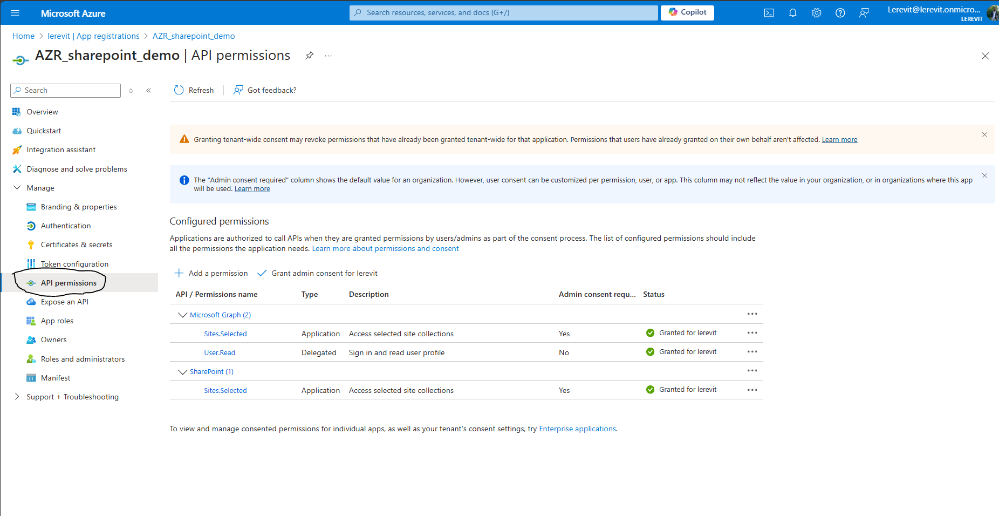 Microsoft Azure
Search resources, services, and docs (G+/)
Copilot
Lerevit@lerevit.onmicro...
LEREVIT
Home > lerevit | App registrations > AZR_sharepoint_demo
AZR_sharepoint_demo | API permissions
Search
Refresh
Got feedback?
Overview
Quickstart
Integration assistant
Diagnose and solve problems
Manage
Branding & properties
Authentication
Certificates & secrets
Token configuration
API permissions
Expose an API
App roles
Owners
Roles and administrators
Manifest
Support + Troubleshooting
Granting tenant-wide consent may revoke permissions that have already been granted tenant-wide for that application. Permissions that users have already granted on their own behalf aren't affected. Learn more
The "Admin consent required" column shows the default value for an organization. However, user consent can be customized per permission, user, or app. This column may not reflect the value in your organization, or in organizations where this app
will be used. Learn more
Configured permissions
Applications are authorized to call APIs when they are granted permissions by users/admins as part of the consent process. The list of configured permissions should include
all the permissions the application needs. Learn more about permissions and consent
Add a permission
Grant admin consent for lerevit
API / Permissions name Type Description Admin consent requ... Status
Microsoft Graph (2)
Sites.Selected Application Access selected site collections Yes Granted for lerevit
User.Read Delegated Sign in and read user profile No Granted for lerevit
SharePoint (1)
Sites.Selected Application Access selected site collections Yes Granted for lerevit
To view and manage consented permissions for individual apps, as well as your tenant's consent settings, try Enterprise applications.